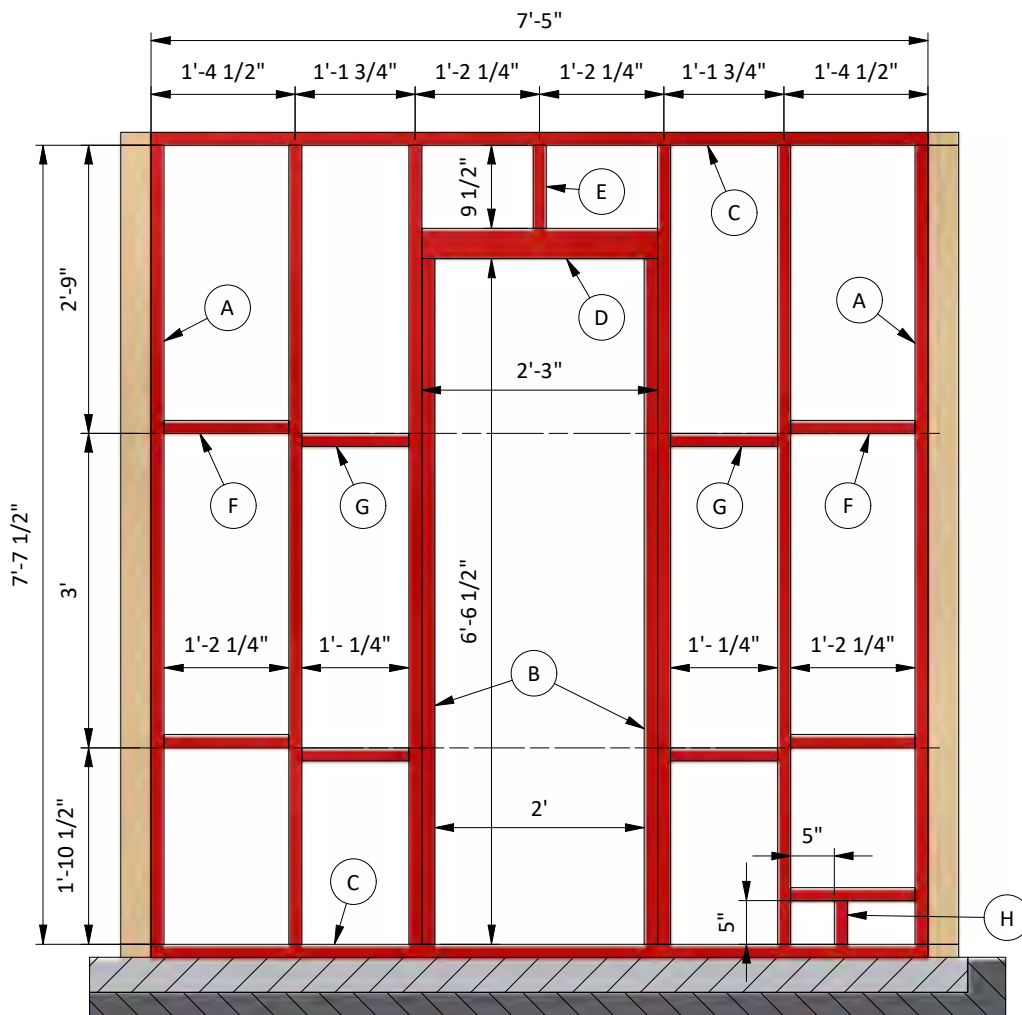 7'-5"
1'-4 1/2" 1'-1 3/4" 1'-2 1/4" 1'-2 1/4" 1'-1 3/4" 1'-4 1/2"
9 1/2"
E
C
2'-9"
A
A
D
2'-3"
F
G
G
F
7'-7 1/2"
3'
6'-6 1/2"
1'-2 1/4" 1'- 1/4" 1'- 1/4" 1'-2 1/4"
B
1'-10 1/2"
2'
5"
C
5"
H